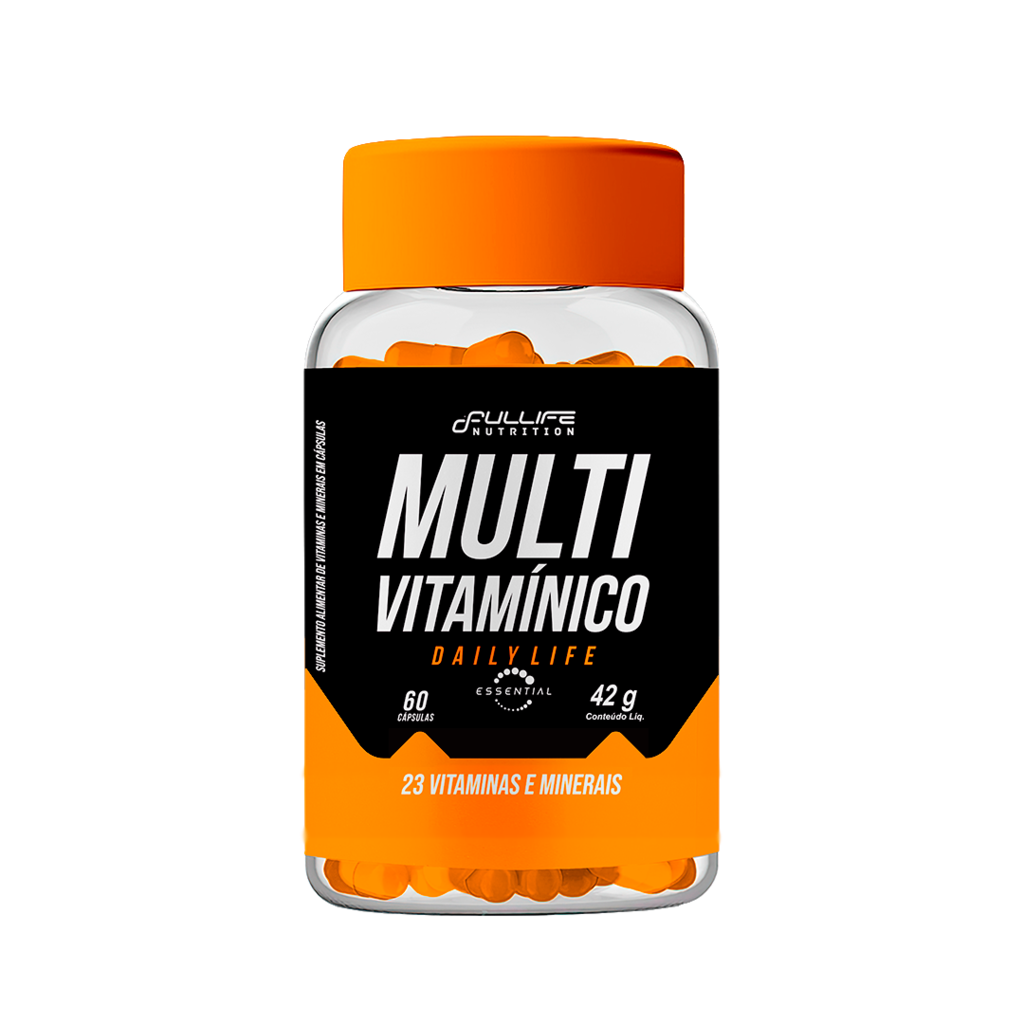 FULLIFE
NUTRITION
MULTI
VITAMÍNICO
DAILY LIFE
ESSENTIAL
60
CÁPSULAS
42 g
Conteúdo Líq.
23 VITAMINAS E MINERAIS
SUPLEMENTO ALIMENTAR DE VITAMINAS E MINERAIS EM CÁPSULAS